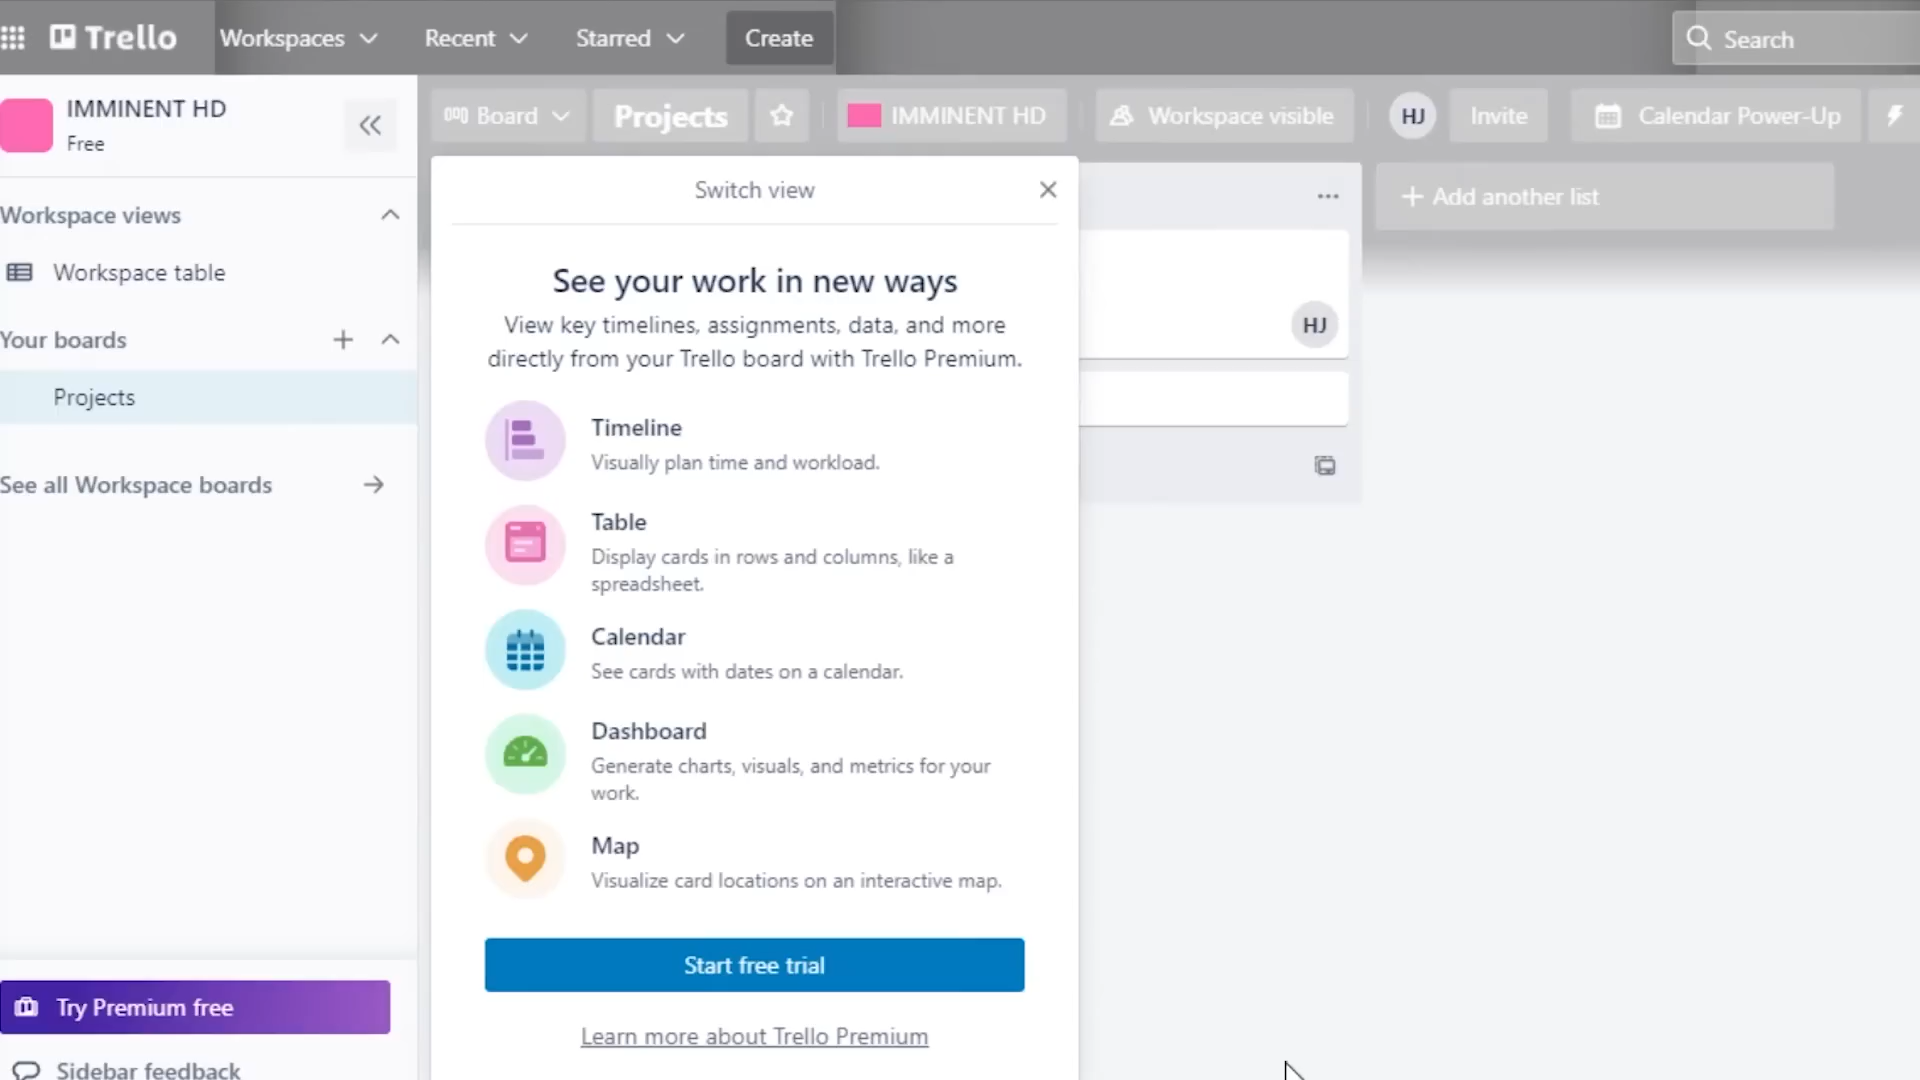 Trello
Workspaces
Recent
Starred
Create
Search
IMMINENT HD
Free
Board
Projects
IMMINENT HD
Workspace visible
HJ
Invite
Calendar Power-Up
Workspace views
Workspace table
Your boards
Projects
See all Workspace boards
Try Premium free
Sidebar feedback
Switch view
See your work in new ways
View key timelines, assignments, data, and more
directly from your Trello board with Trello Premium.
Timeline
Visually plan time and workload.
Table
Display cards in rows and columns, like a
spreadsheet.
Calendar
See cards with dates on a calendar.
Dashboard
Generate charts, visuals, and metrics for your
work.
Map
Visualize card locations on an interactive map.
Start free trial
Learn more about Trello Premium
HJ
+ Add another list